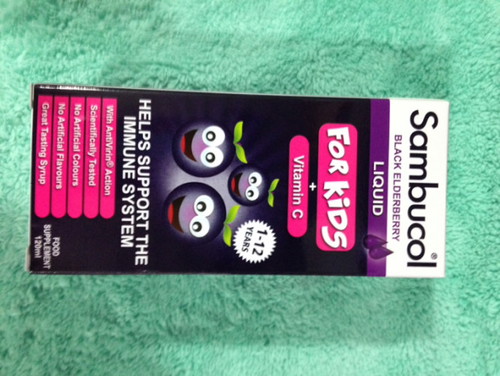 Sambucol®
BLACK ELDERBERRY
LIQUID
FOR KiDS
+
Vitamin C
1-12
YEARS
HELPS SUPPORT THE
IMMUNE SYSTEM
With AntiVirin® Action
Scientifically Tested
No Artificial Colours
No Artificial Flavours
Great Tasting Syrup
FOOD
SUPPLEMENT
120ml